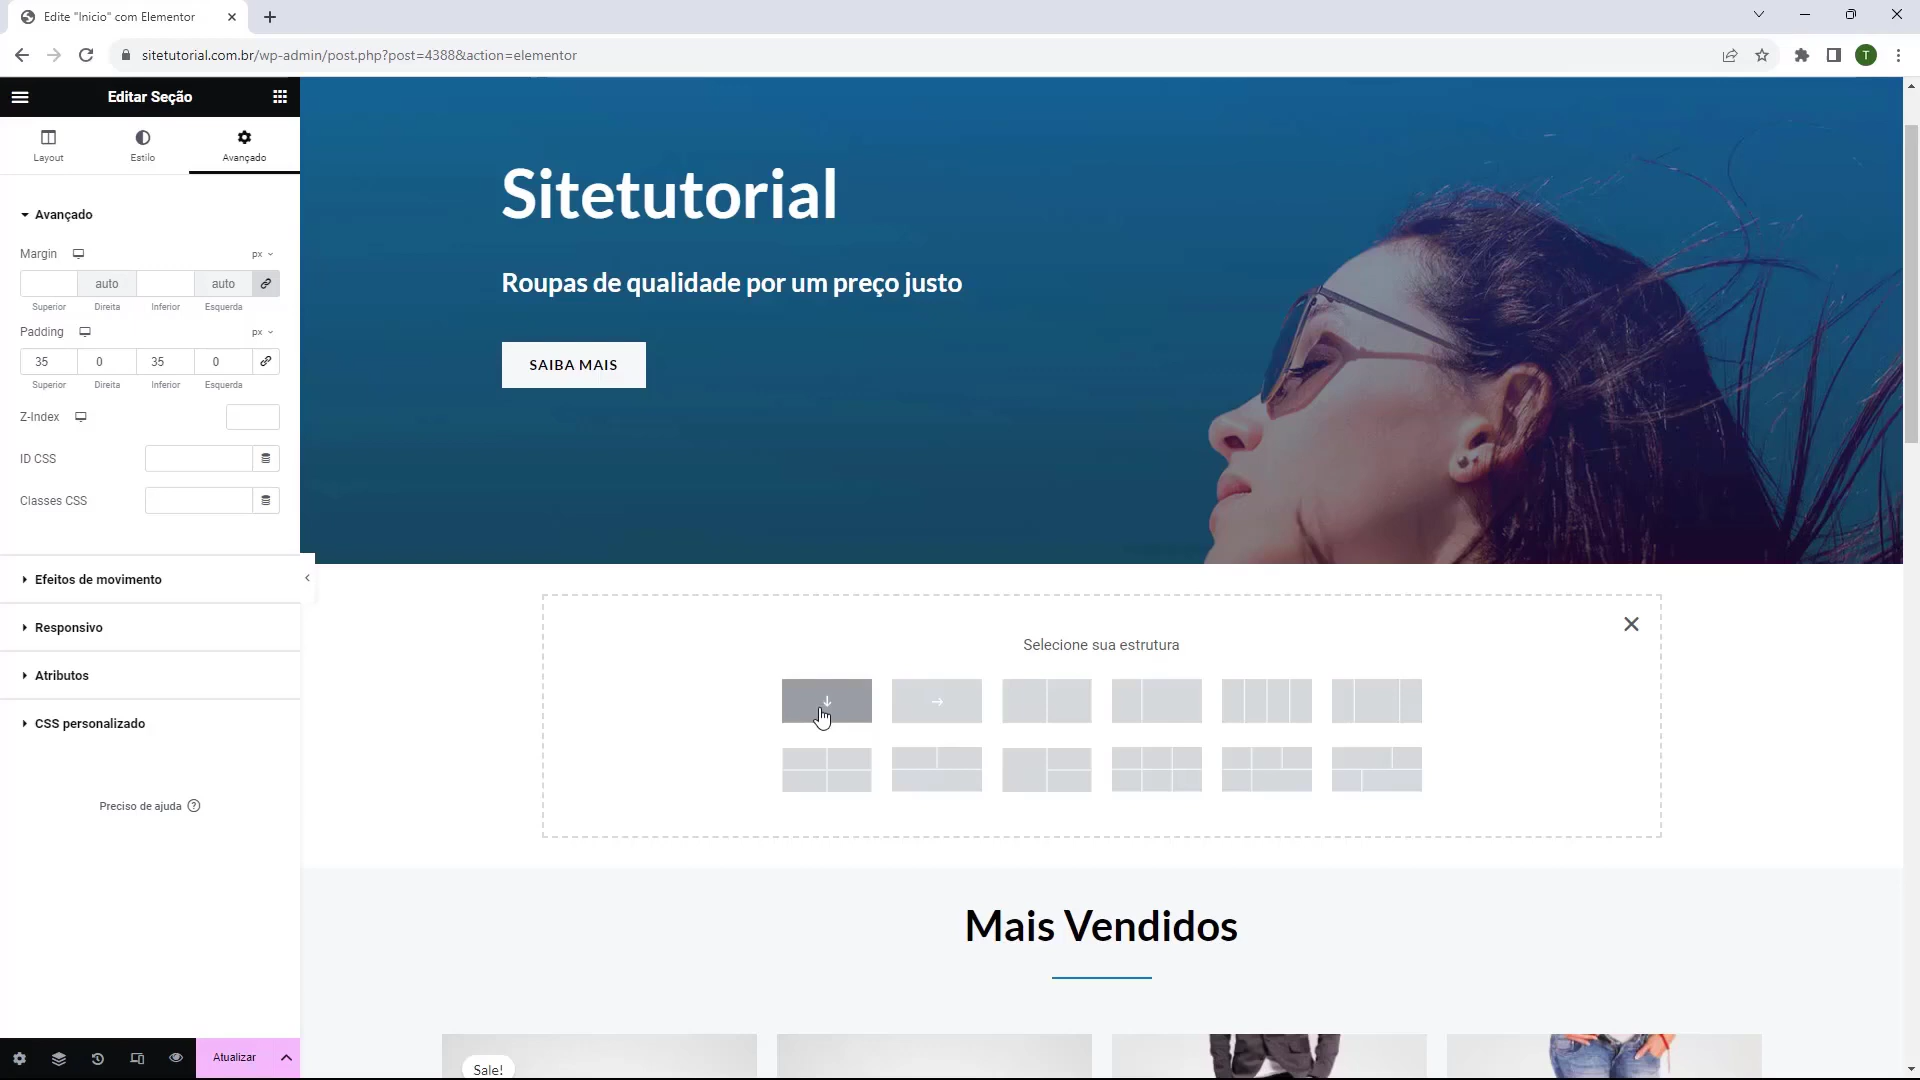 Edite "Inicio" com Elementor
sitetutorial.com.br/wp-admin/post.php?post=4388&action=elementor
T
Editar Seção
Layout
Estilo
Avançado
Avançado
Margin
px
auto
auto
Superior
Direita
Inferior
Esquerda
Padding
px
35
0
35
0
Superior
Direita
Inferior
Esquerda
Z-Index
ID CSS
Classes CSS
Efeitos de movimento
Responsivo
Atributos
CSS personalizado
Preciso de ajuda
Atualizar
Sitetutorial
Roupas de qualidade por um preço justo
SAIBA MAIS
Selecione sua estrutura
Mais Vendidos
Sale!